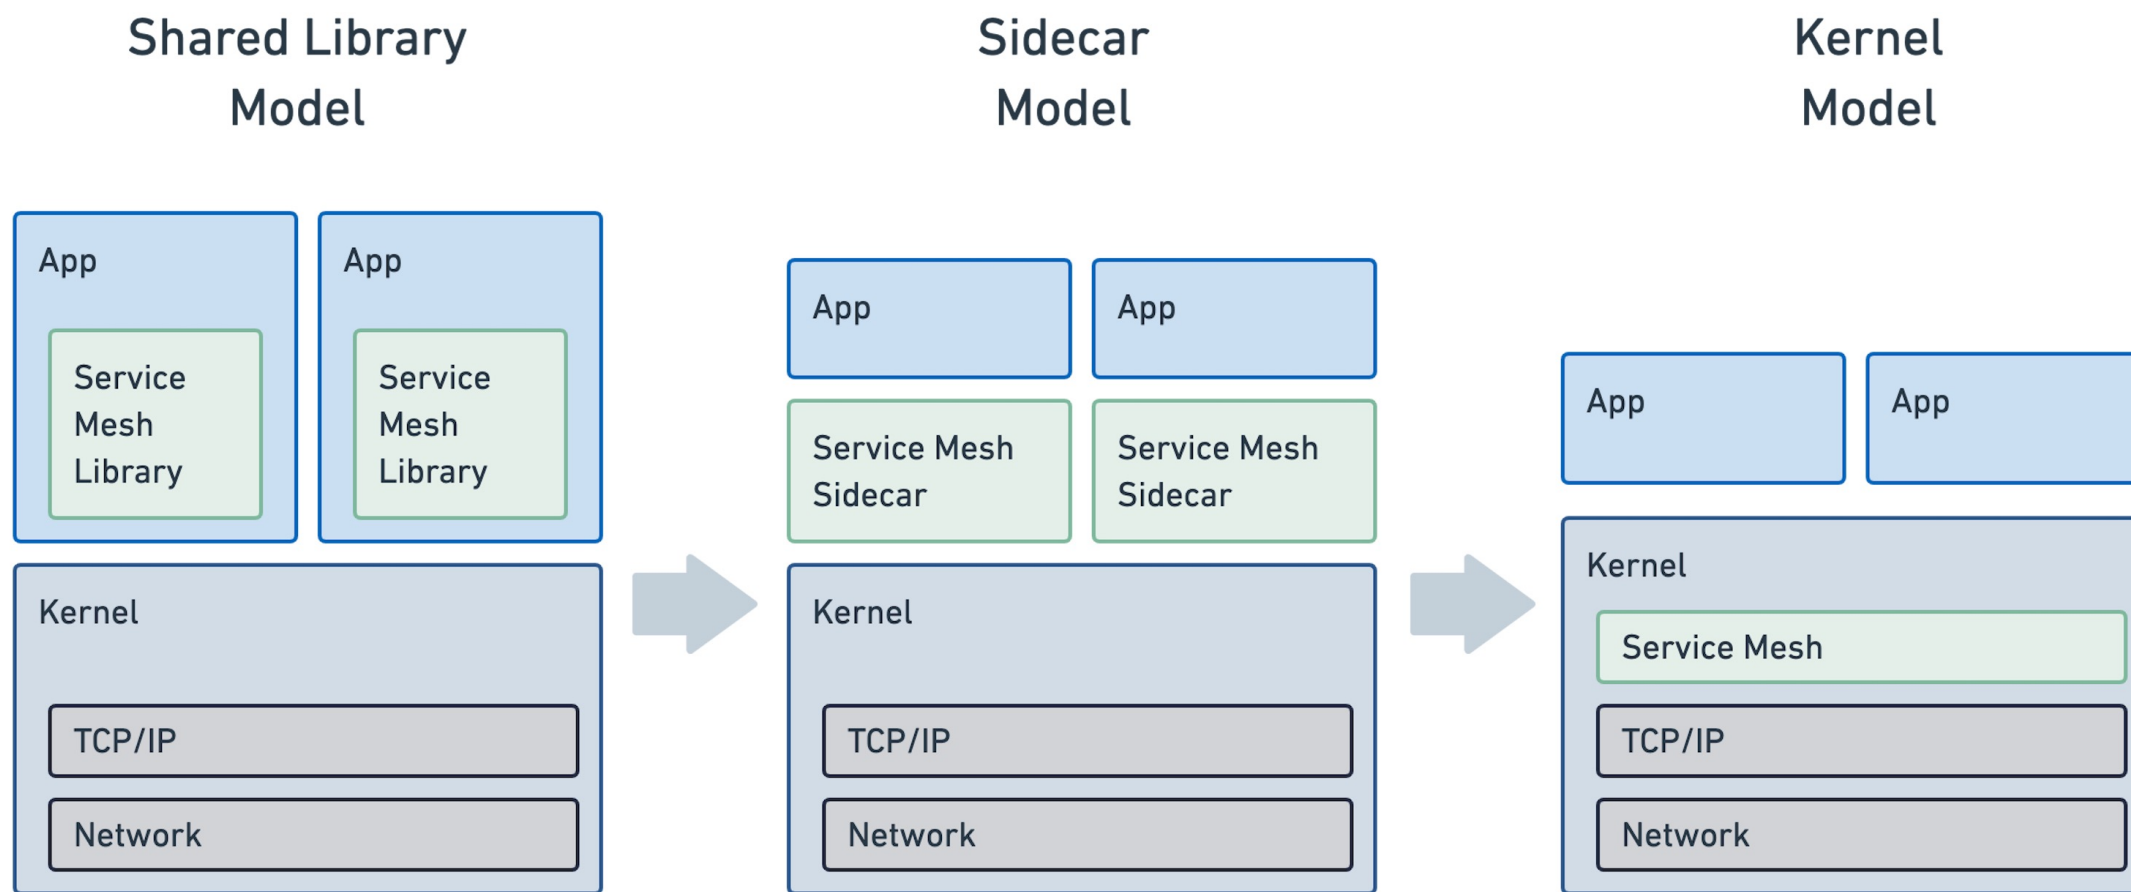 Shared Library
Model
App
Service
Mesh
Library
App
Service
Mesh
Library
Kernel
TCP/IP
Network
Sidecar
Model
App
App
Service Mesh
Sidecar
Service Mesh
Sidecar
Kernel
TCP/IP
Network
Kernel
Model
App
App
Kernel
Service Mesh
TCP/IP
Network